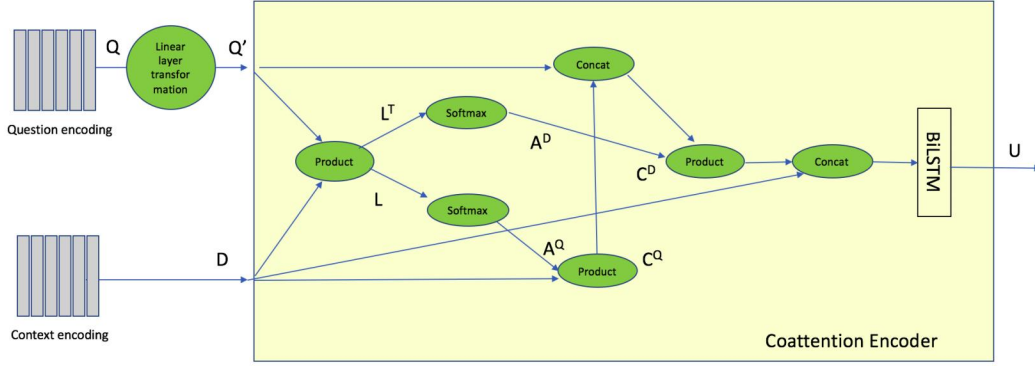 Q
Linear
layer
transfor
mation
Q’
Question encoding
Concat
L^T
Softmax
A^D
Product
L
C^D
Product
Concat
BiLSTM
U
Softmax
A^Q
Product
C^Q
D
Context encoding
Coattention Encoder